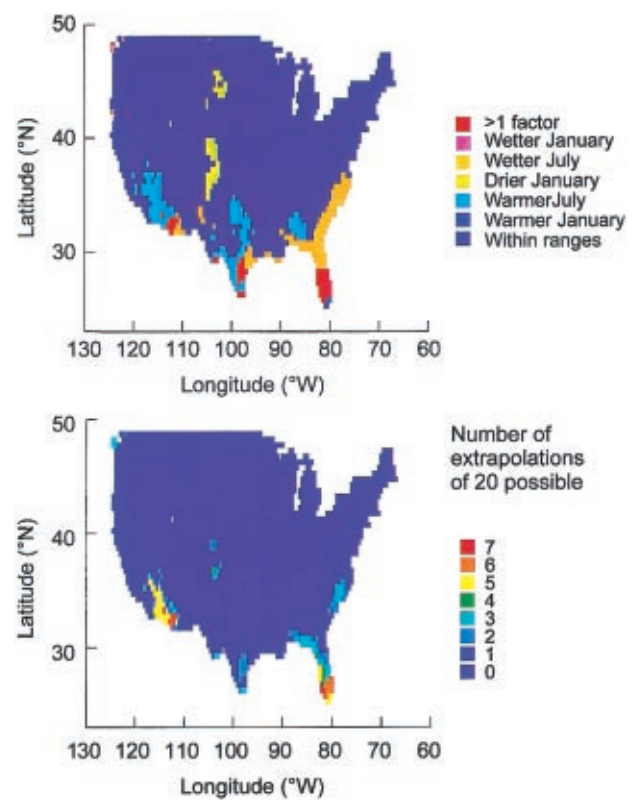 50
40
30
Latitude (°N)
130 120 110 100 90 80 70 60
Longitude (°W)
>1 factor
Wetter January
Wetter July
Drier January
WarmerJuly
Warmer January
Within ranges
50
40
30
Latitude (°N)
130 120 110 100 90 80 70 60
Longitude (°W)
Number of
extrapolations
of 20 possible
7
6
5
4
3
2
1
0